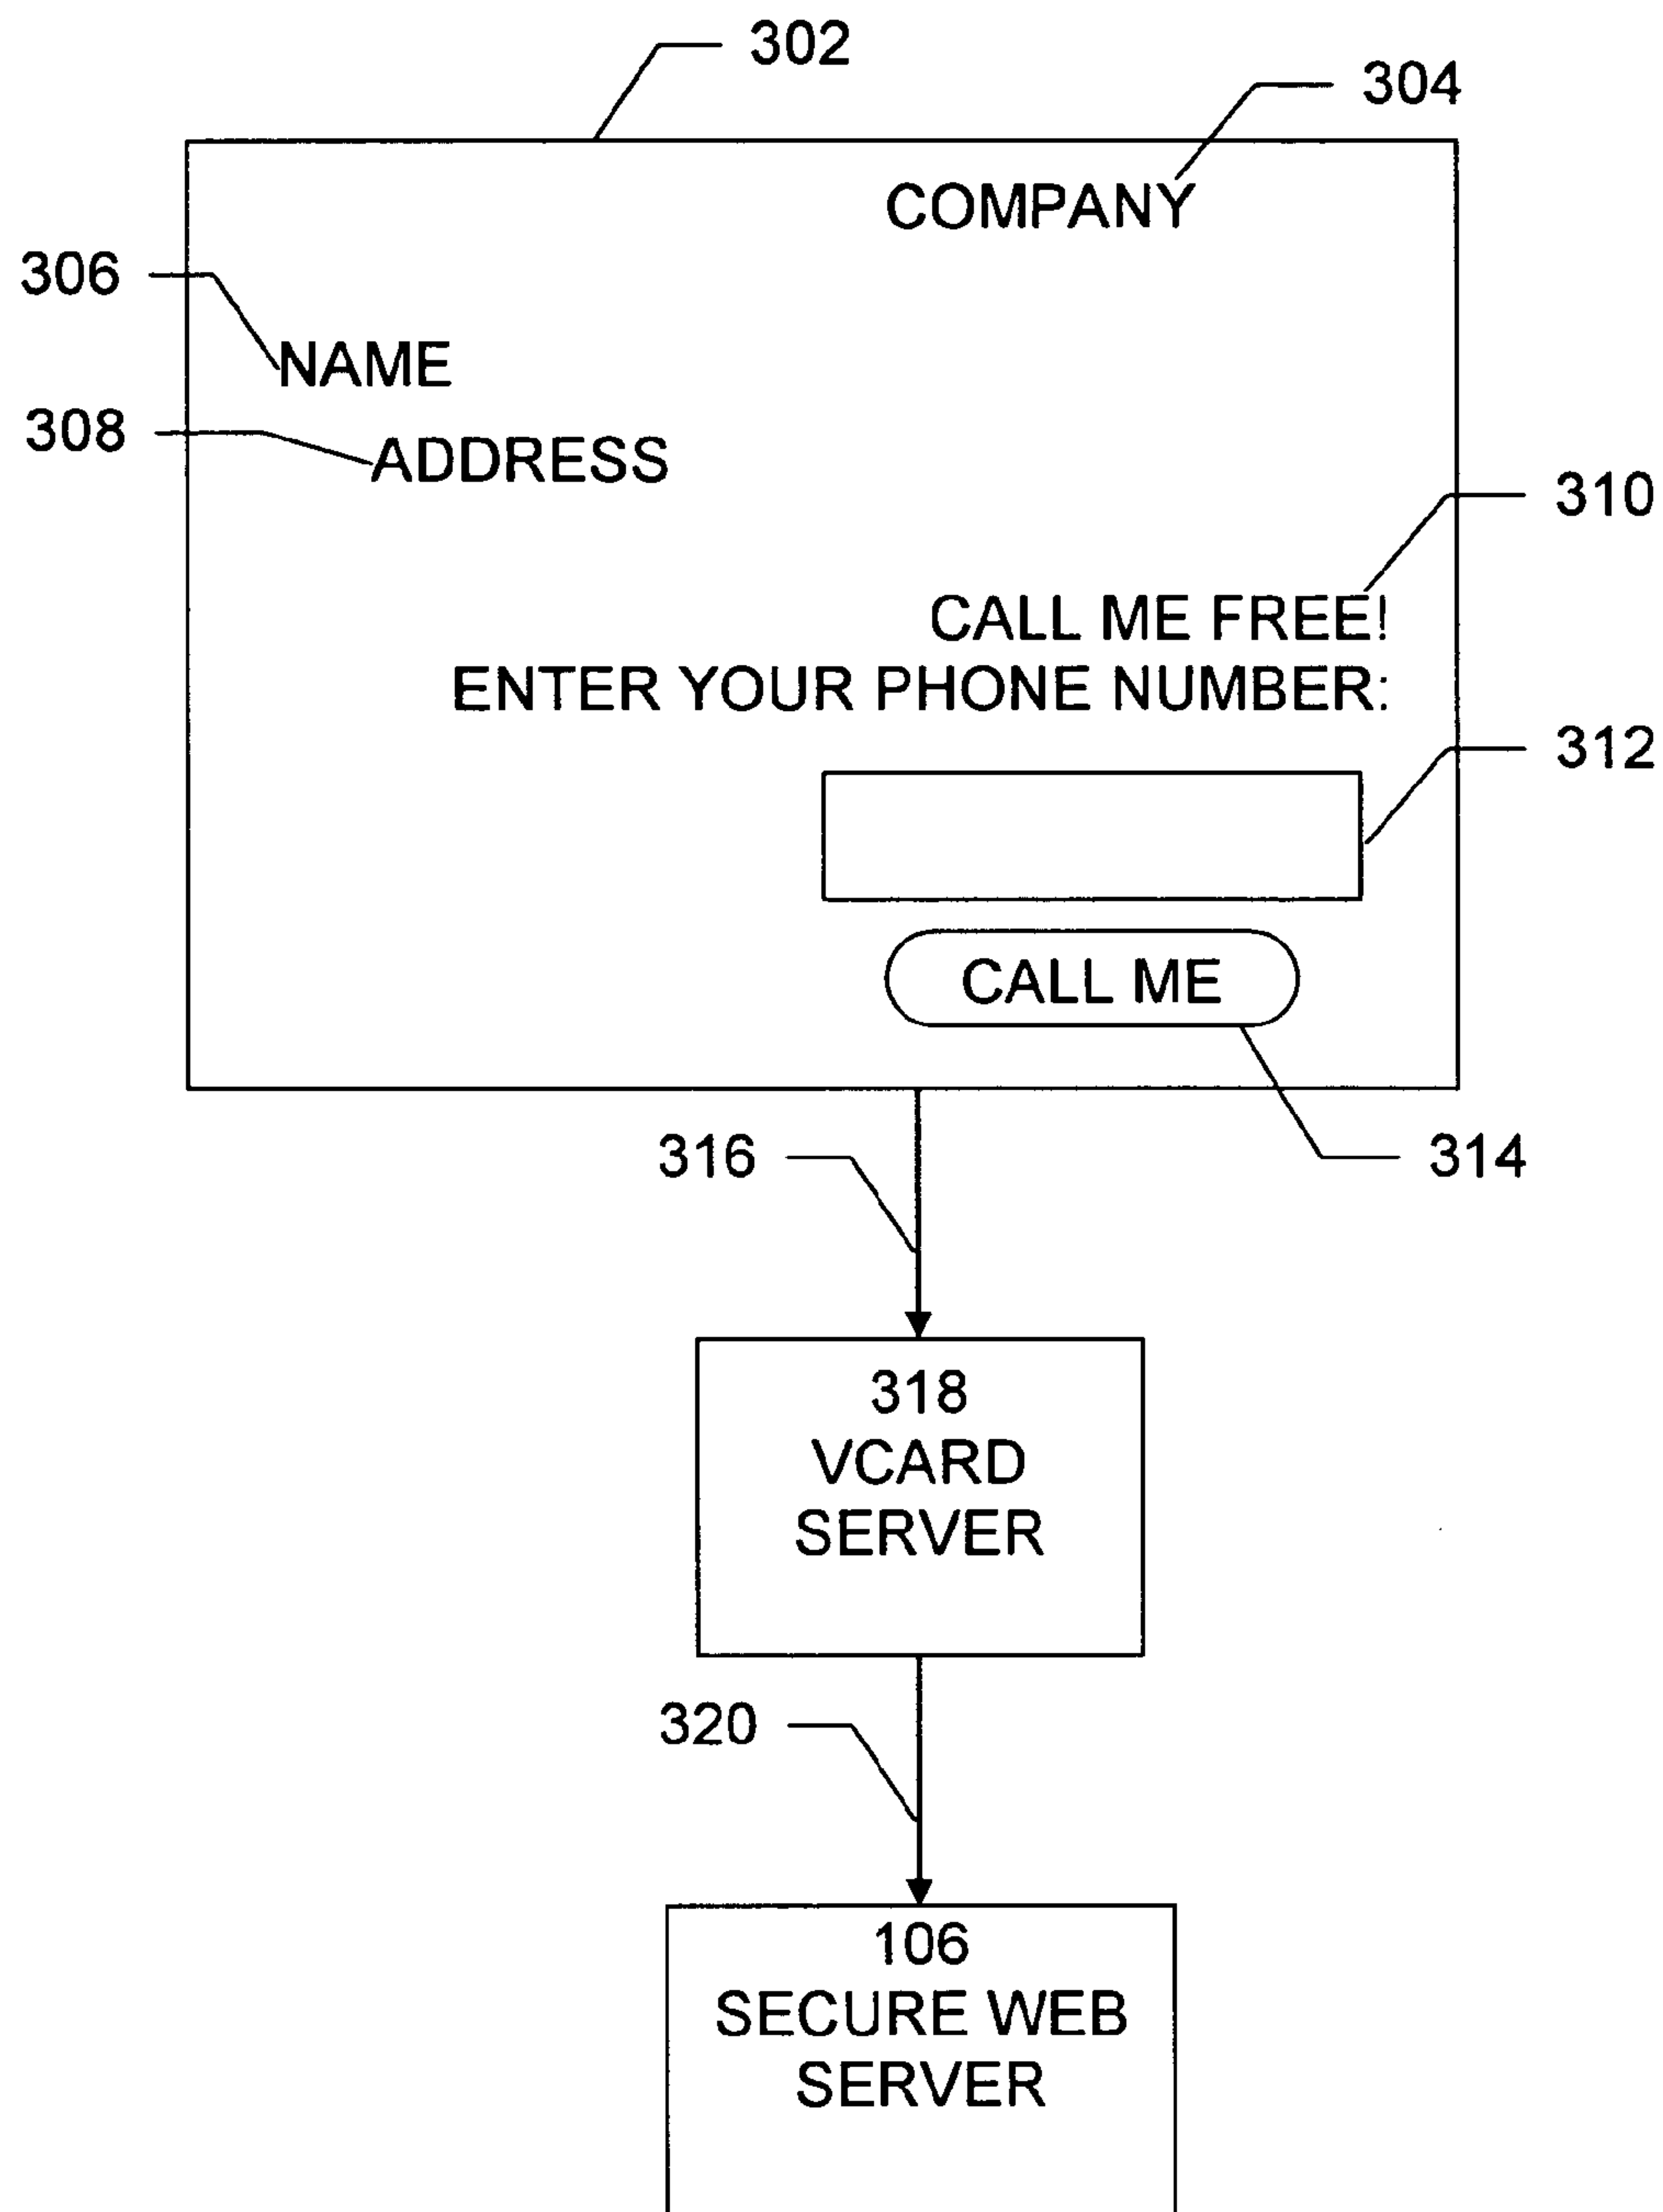 302
304
COMPANY
306
NAME
308
ADDRESS
310
CALL ME FREE!
ENTER YOUR PHONE NUMBER:
312
CALL ME
316
314
318
VCARD
SERVER
320
106
SECURE WEB
SERVER